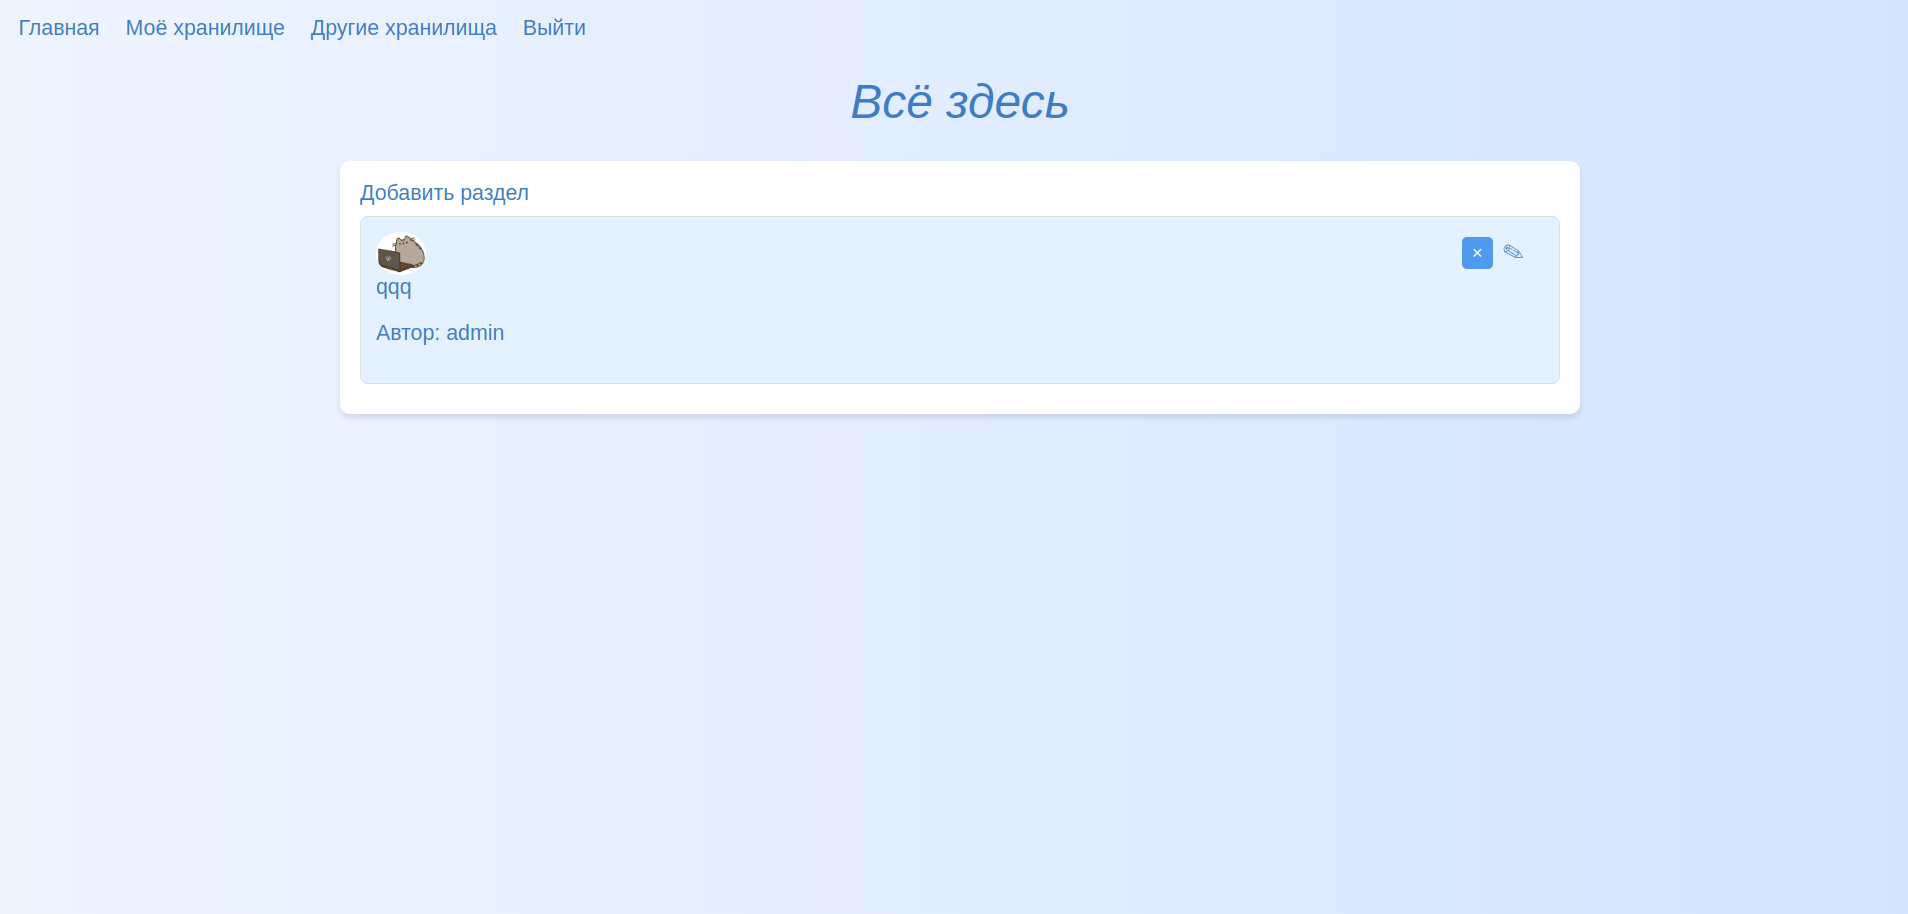 Главная Моё хранилище Другие хранилища Выйти
Всё здесь
Добавить раздел
× ✎
qqq
Автор: admin